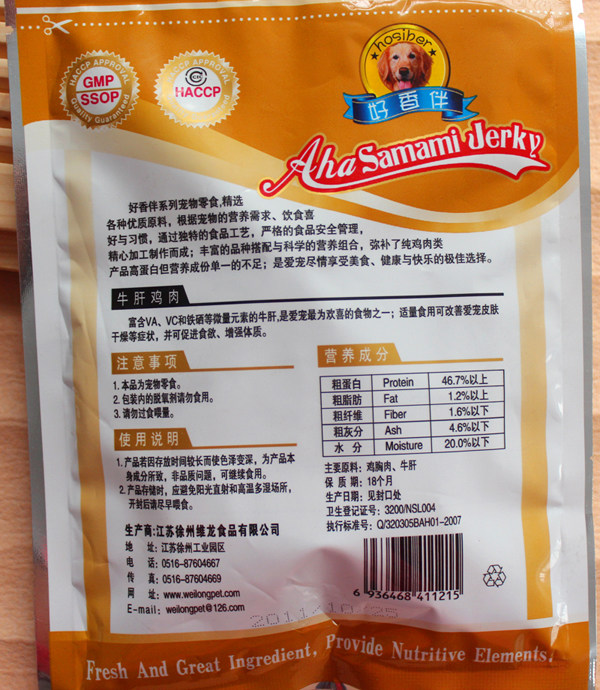 HACCP APPROVAL
GMP
SSOP
Quality Guarantee
HACCP APPROVAL
HACCP
hosiher
好香伴
Aha Samami Jerky
好香伴系列宠物零食,精选
各种优质原料，根据宠物的营养需求、饮食喜
好与习惯，通过独特的食品工艺，严格的食品安全管理，
精心加工制作而成；丰富的品种搭配与科学的营养组合，弥补了纯鸡肉类
产品高蛋白但营养成份单一的不足；是爱宠尽情享受美食、健康与快乐的极佳选择。
牛肝鸡肉
富含VA、VC和铁硒等微量元素的牛肝,是爱宠最为欢喜的食物之一；适量食用可改善爱宠皮肤
干燥等症状，并可促进食欲、增强体质。
注意事项
1.本品为宠物零食。
2.包装内的脱氧剂请勿食用。
3.请勿过食喂量。
使用说明
1.产品若因存放时间较长而使色泽变深，为产品本
身成分所致，非品质问题，可继续食用。
2.产品存储时，应避免阳光直射和高温多湿场所，
开封后请尽早喂食。
营养成分
粗蛋白 Protein 46.7%以上
粗脂肪 Fat 1.2%以上
粗纤维 Fiber 1.6%以下
粗灰分 Ash 4.6%以下
水 分 Moisture 20.0%以下
主要原料：鸡胸肉、牛肝
保 质 期：18个月
生产日期：见封口处
卫生登记证号：3200/NSL004
执行标准号：Q/320305BAH01-2007
生产商:江苏徐州维龙食品有限公司
地 址：江苏徐州工业园区
电 话：0516-87604667
传 真：0516-87604669
网 址：www.weilongpet.com
E-mail：weilongpet@126.com
6 936468 411215
2011/10/25
Fresh And Great Ingredient, Provide Nutritive Elements.